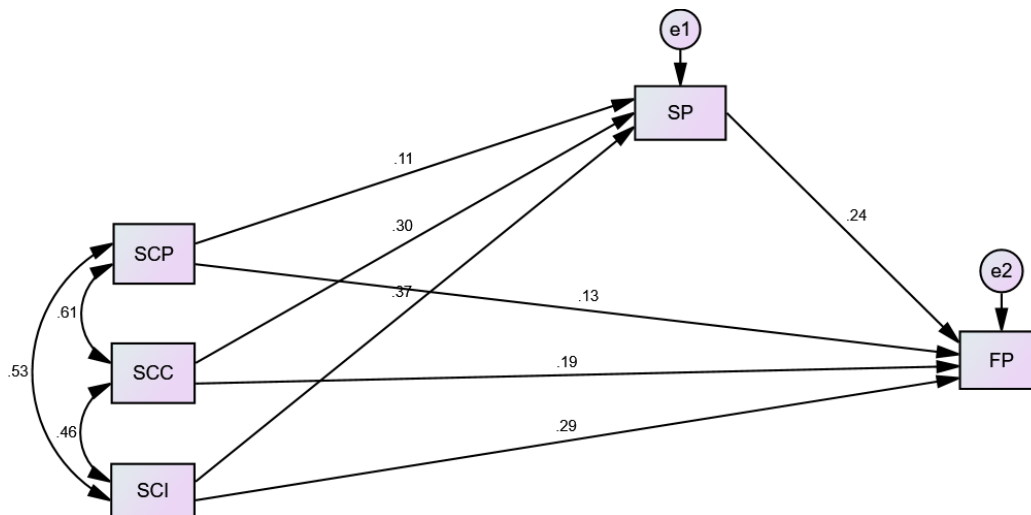 e1
SP
.11
.30
.24
SCP
e2
.37
.13
.61
FP
SCC
.19
.53
.46
.29
SCI